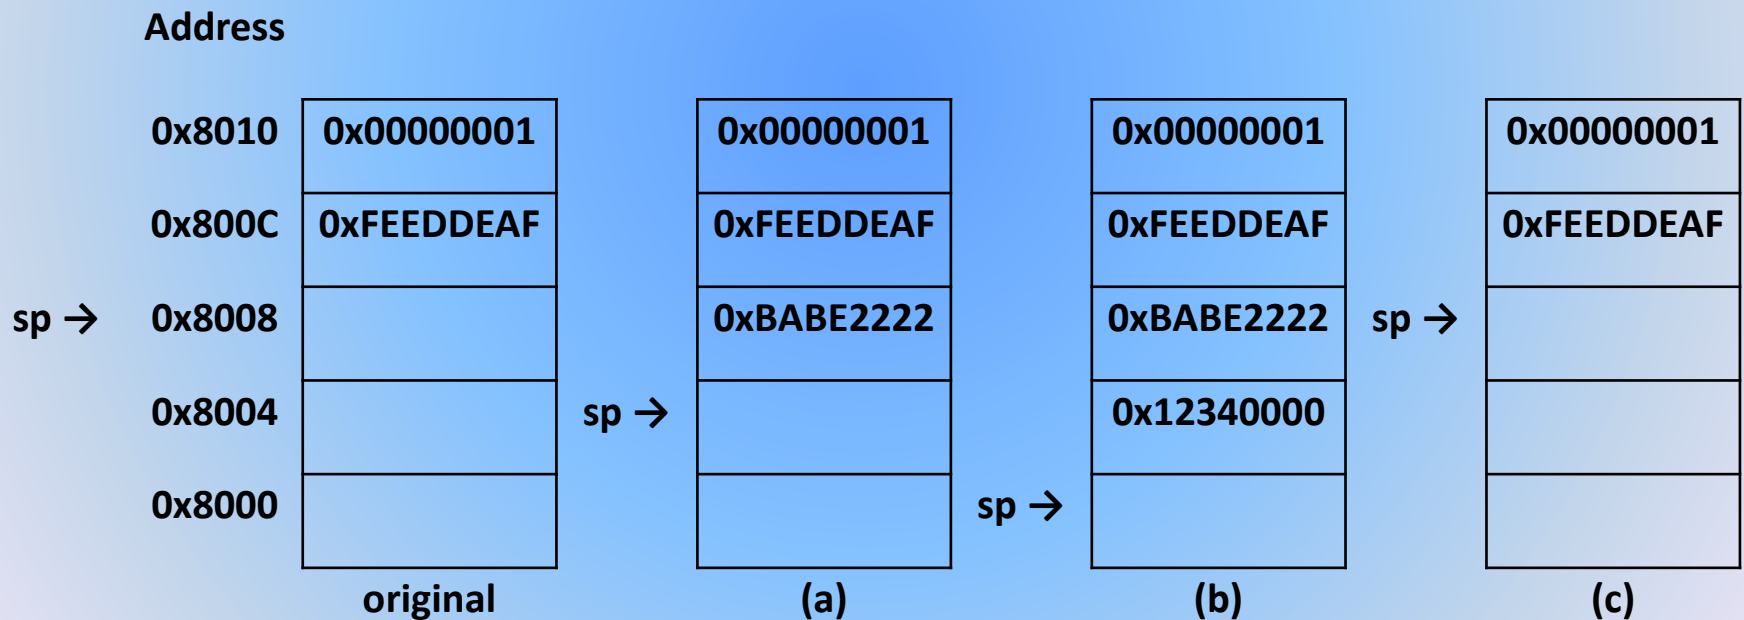 Address
0x8010 0x00000001 0x00000001 0x00000001 0x00000001
0x800C 0xFEEDDEAF 0xFEEDDEAF 0xFEEDDEAF 0xFEEDDEAF
sp → 0x8008 0xBABE2222 0xBABE2222 sp →
0x8004 sp → 0x12340000
0x8000 sp →
original (a) (b) (c)